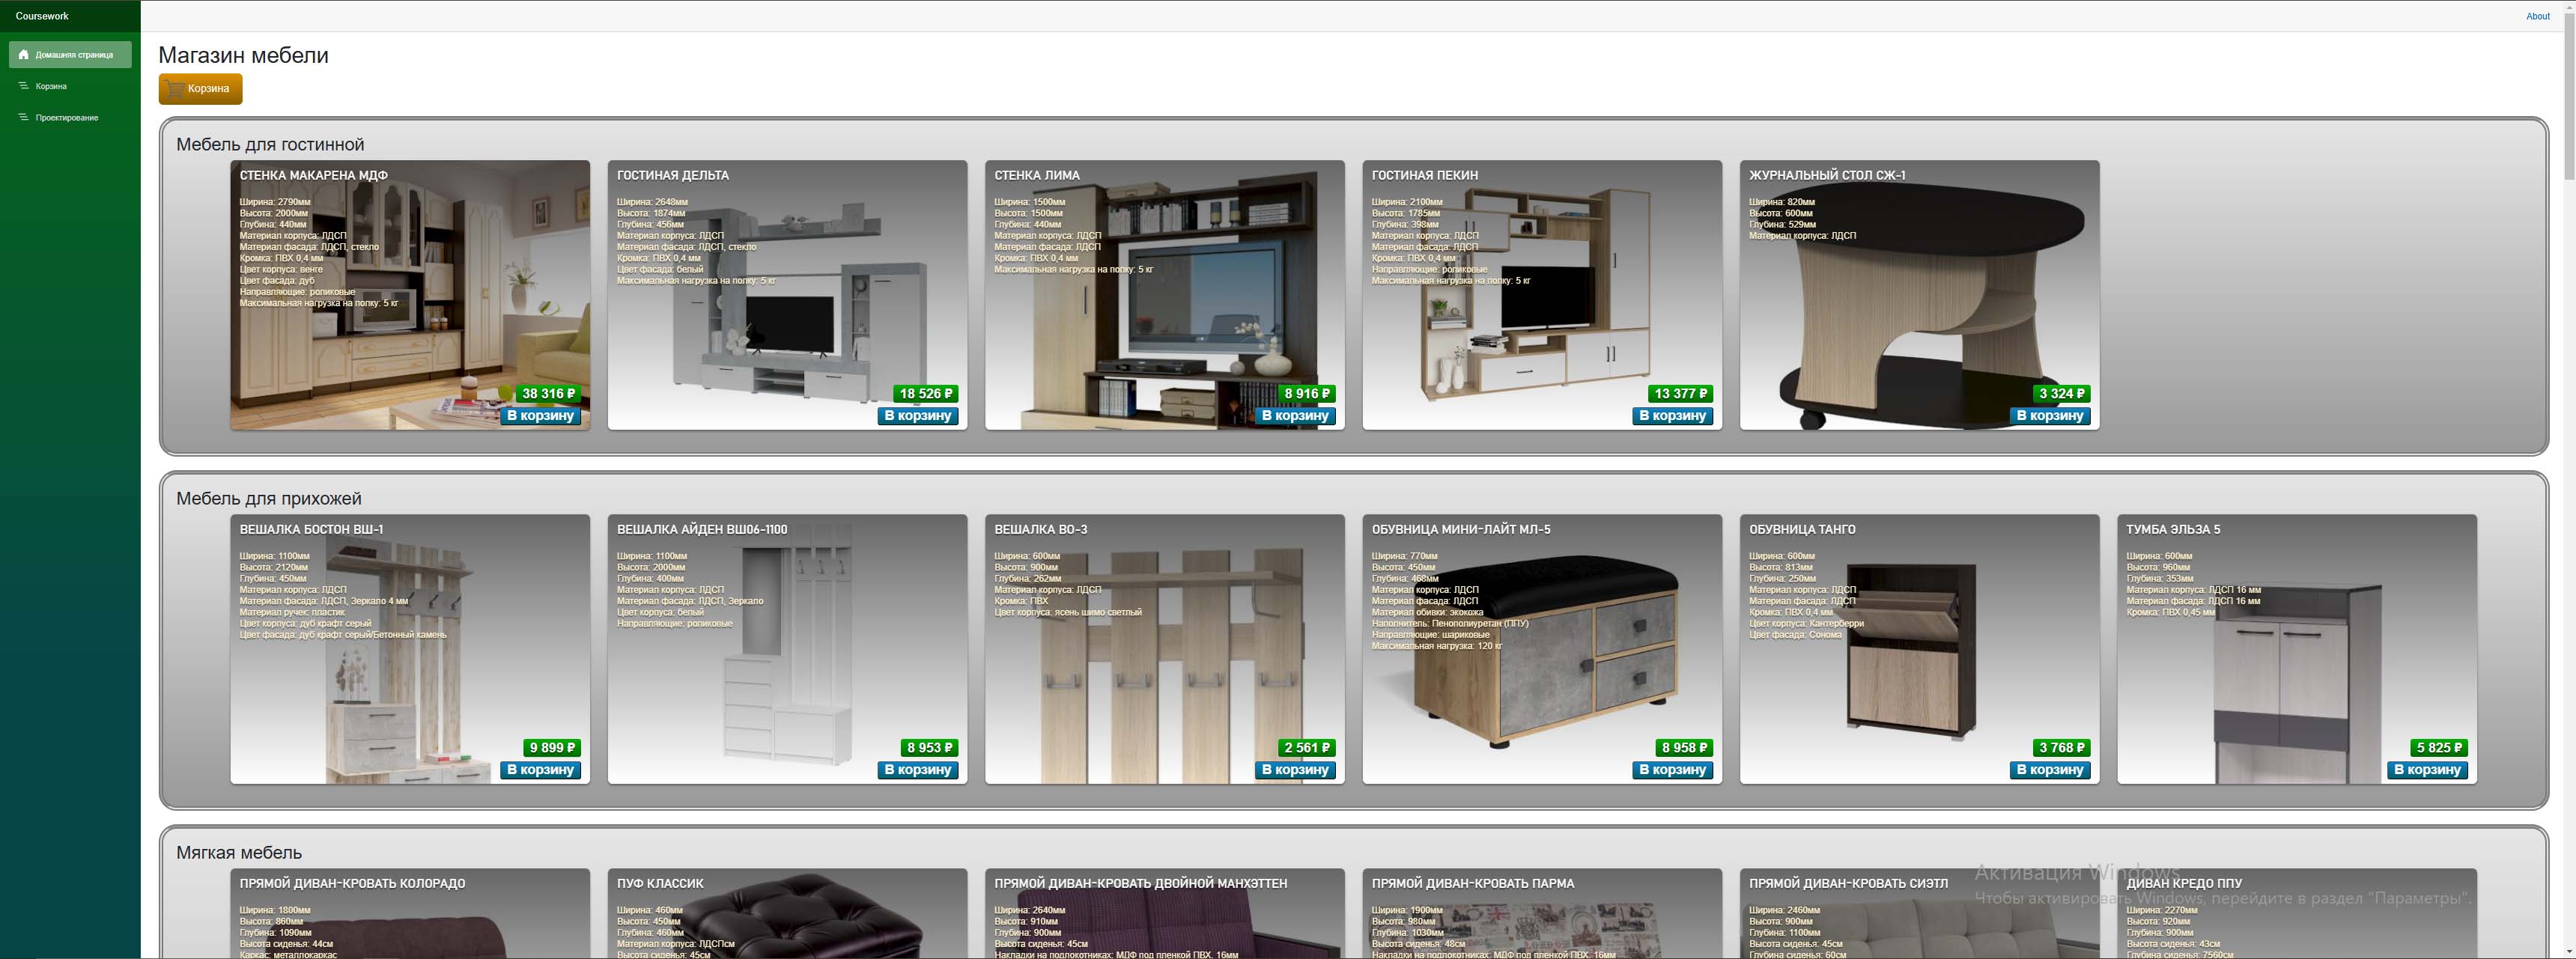 Coursework
About
Домашняя страница
Корзина
Проектирование
Магазин мебели
Корзина
Мебель для гостинной
СТЕНКА МАКАРЕНА МДФ
Ширина: 2790мм
Высота: 2000мм
Глубина: 440мм
Материал корпуса: ЛДСП
Материал фасада: ЛДСП, стекло
Кромка: ПВХ 0,4 мм
Цвет корпуса: венге
Цвет фасада: дуб
Направляющие: роликовые
Максимальная нагрузка на полку: 5 кг
38 316 ₽
В корзину
ГОСТИНАЯ ДЕЛЬТА
Ширина: 2648мм
Высота: 1874мм
Глубина: 456мм
Материал корпуса: ЛДСП
Материал фасада: ЛДСП, стекло
Кромка: ПВХ 0,4 мм
Цвет фасада: белый
Максимальная нагрузка на полку: 5 кг
18 526 ₽
В корзину
СТЕНКА ЛИМА
Ширина: 1500мм
Высота: 1500мм
Глубина: 440мм
Материал корпуса: ЛДСП
Материал фасада: ЛДСП
Кромка: ПВХ 0,4 мм
Максимальная нагрузка на полку: 5 кг
8 916 ₽
В корзину
ГОСТИНАЯ ПЕКИН
Ширина: 2100мм
Высота: 1785мм
Глубина: 398мм
Материал корпуса: ЛДСП
Материал фасада: ЛДСП
Кромка: ПВХ 0,4 мм
Направляющие: роликовые
Максимальная нагрузка на полку: 5 кг
13 377 ₽
В корзину
ЖУРНАЛЬНЫЙ СТОЛ СЖ-1
Ширина: 820мм
Высота: 600мм
Глубина: 529мм
Материал корпуса: ЛДСП
3 324 ₽
В корзину
Мебель для прихожей
ВЕШАЛКА БОСТОН ВШ-1
Ширина: 1100мм
Высота: 2120мм
Глубина: 450мм
Материал корпуса: ЛДСП
Материал фасада: ЛДСП, Зеркало 4 мм
Материал ручек: пластик
Цвет корпуса: дуб крафт серый
Цвет фасада: дуб крафт серый/Бетонный камень
9 899 ₽
В корзину
ВЕШАЛКА АЙДЕН ВШ06-1100
Ширина: 1100мм
Высота: 2000мм
Глубина: 400мм
Материал корпуса: ЛДСП
Материал фасада: ЛДСП, Зеркало
Цвет корпуса: белый
Направляющие: роликовые
8 953 ₽
В корзину
ВЕШАЛКА ВО-3
Ширина: 600мм
Высота: 900мм
Глубина: 262мм
Материал корпуса: ЛДСП
Кромка: ПВХ
Цвет корпуса: ясень шимо светлый
2 561 ₽
В корзину
ОБУВНИЦА МИНИ-ЛАЙТ МЛ-5
Ширина: 770мм
Высота: 450мм
Глубина: 468мм
Материал корпуса: ЛДСП
Материал фасада: ЛДСП
Материал обивки: экокожа
Наполнитель: Пенополиуретан (ППУ)
Направляющие: шариковые
Максимальная нагрузка: 120 кг
8 958 ₽
В корзину
ОБУВНИЦА ТАНГО
Ширина: 600мм
Высота: 813мм
Глубина: 250мм
Материал корпуса: ЛДСП
Материал фасада: ЛДСП
Кромка: ПВХ 0,4 мм
Цвет корпуса: Кантерберри
Цвет фасада: Сонома
3 768 ₽
В корзину
ТУМБА ЭЛЬЗА 5
Ширина: 600мм
Высота: 960мм
Глубина: 353мм
Материал корпуса: ЛДСП 16 мм
Материал фасада: ЛДСП 16 мм
Кромка: ПВХ 0,45 мм
5 825 ₽
В корзину
Мягкая мебель
ПРЯМОЙ ДИВАН-КРОВАТЬ КОЛОРАДО
Ширина: 1800мм
Высота: 860мм
Глубина: 1090мм
Высота сиденья: 44см
Каркас: металлокаркас
ПУФ КЛАССИК
Ширина: 460мм
Высота: 450мм
Глубина: 460мм
Материал корпуса: ЛДСПсм
Высота сиденья: 45см
ПРЯМОЙ ДИВАН-КРОВАТЬ ДВОЙНОЙ МАНХЭТТЕН
Ширина: 2640мм
Высота: 910мм
Глубина: 900мм
Высота сиденья: 45см
Накладки на подлокотниках: МДФ под пленкой ПВХ, 16мм
ПРЯМОЙ ДИВАН-КРОВАТЬ ПАРМА
Ширина: 1900мм
Высота: 980мм
Глубина: 1030мм
Высота сиденья: 48см
Накладки на подлокотниках: МДФ под пленкой ПВХ, 16мм
ПРЯМОЙ ДИВАН-КРОВАТЬ СИЭТЛ
Ширина: 2460мм
Высота: 900мм
Глубина: 1100мм
Высота сиденья: 45см
Глубина сиденья: 60см
ДИВАН КРЕДО ППУ
Ширина: 2270мм
Высота: 920мм
Глубина: 900мм
Высота сиденья: 43см
Глубина сиденья: 7560см
Активация Windows
Чтобы активировать Windows, перейдите в раздел "Параметры".